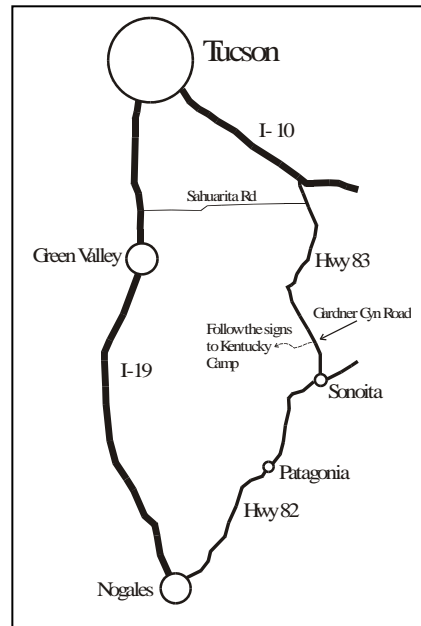 Tucson
I- 10
Sahuarita Rd
Green Valley
Hwy 83
Gardner Cyn Road
Follow the signs
to Kentucky
Camp
I-19
Sonoita
Patagonia
Hwy 82
Nogales